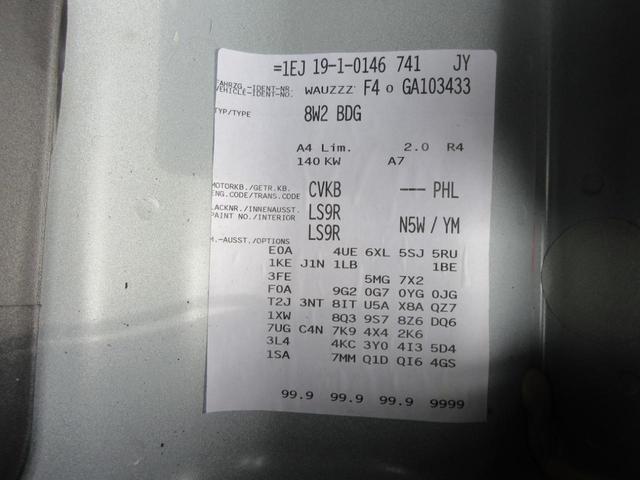 =1EJ 19-1-0146 741 JY
FAHRZG.-IDENT-NR. WAUZZZ F4 0 GA103433
VEHICLE-IDENT-NO.
TYP/TYPE 8W2 BDG
A4 Lim. 2.0 R4
140 KW A7
MOTORKB./GETR.KB. CVKB --- PHL
ENG.CODE/TRANS.CODE
LACKNR./INNENAUSST. LS9R
PAINT NO./INTERIOR N5W / YM
LS9R
M.-AUSST./OPTIONS
E0A 4UE 6XL 5SJ 5RU
1KE J1N 1LB 1BE
3FE 5MG 7X2
F0A 9G2 0G7 0YG 0JG
T2J 3NT 8IT U5A X8A QZ7
1XW 8Q3 9S7 8Z6 DQ6
7UG C4N 7K9 4X4 2K6
3L4 4KC 3Y0 4I3 5D4
1SA 7MM Q1D QI6 4GS
99.9 99.9 99.9 9999